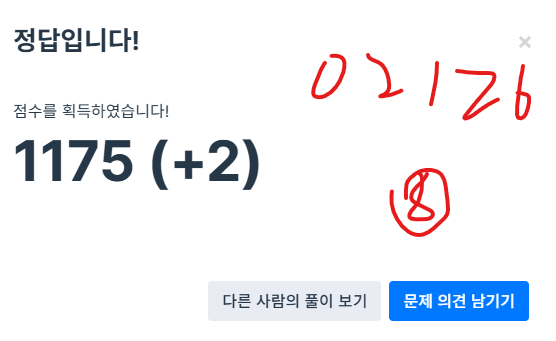 정답입니다!
×
02126
점수를 획득하였습니다!
1175 (+2)
8
다른 사람의 풀이 보기
문제 의견 남기기